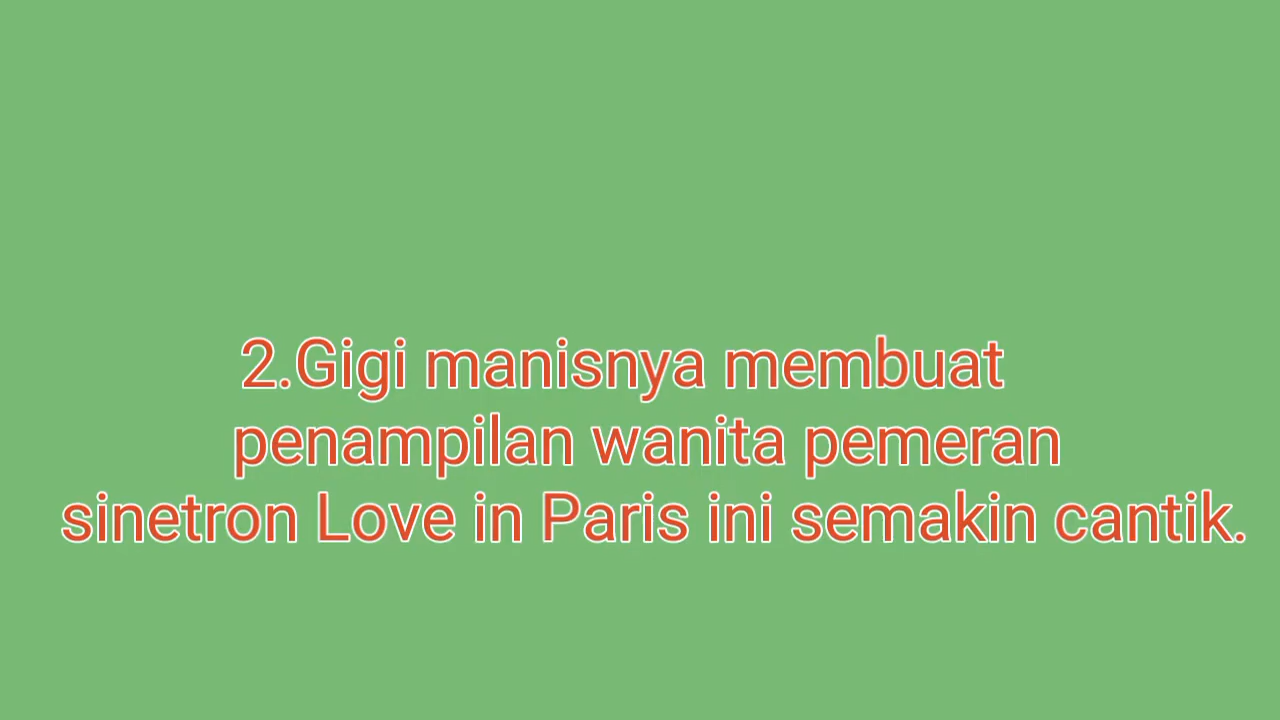 2.Gigi manisnya membuat
penampilan wanita pemeran
sinetron Love in Paris ini semakin cantik.